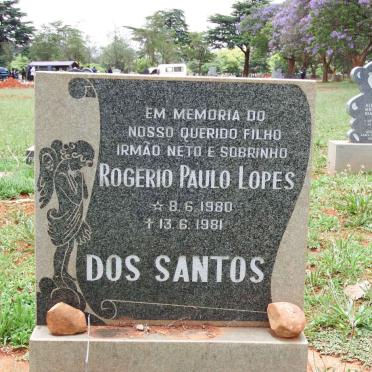 EM MEMORIA DO
NOSSO QUERIDO FILHO
IRMÃO NETO E SOBRINHO
ROGERIO PAULO LOPES
☆ 8.6.1980
✝ 13.6.1981
DOS SANTOS